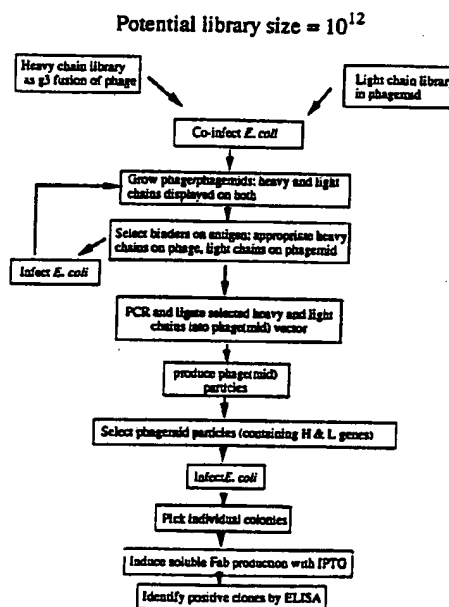 Potential library size = 10¹²
Heavy chain library
as g3 fusion of phage
Light chain library
in phagemid
Co-infect E. coli
Grow phage/phagemids: heavy and light
chains displayed on both
Select binders on antigen: appropriate heavy
chains on phage, light chains on phagemid
Infect E. coli
PCR and ligate selected heavy and light
chains into phage(mid) vector
produce phage(mid)
particles
Select phagemid particles (containing H & L genes)
Infect E. coli
Pick individual colonies
Induce soluble Fab production with IPTG
Identify positive clones by ELISA